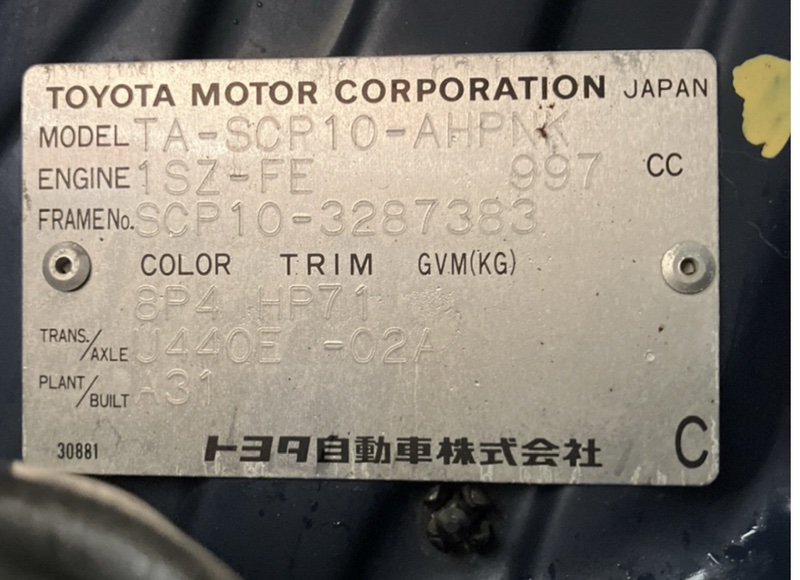 TOYOTA MOTOR CORPORATION JAPAN
MODEL TA-SCP10-AHPNK
ENGINE 1SZ-FE 997 CC
FRAME No. SCP10-3287383
COLOR TRIM GVM(KG)
8P4 HP71
TRANS./AXLE U440E -02A
PLANT/BUILT A31
30881 トヨタ自動車株式会社 C